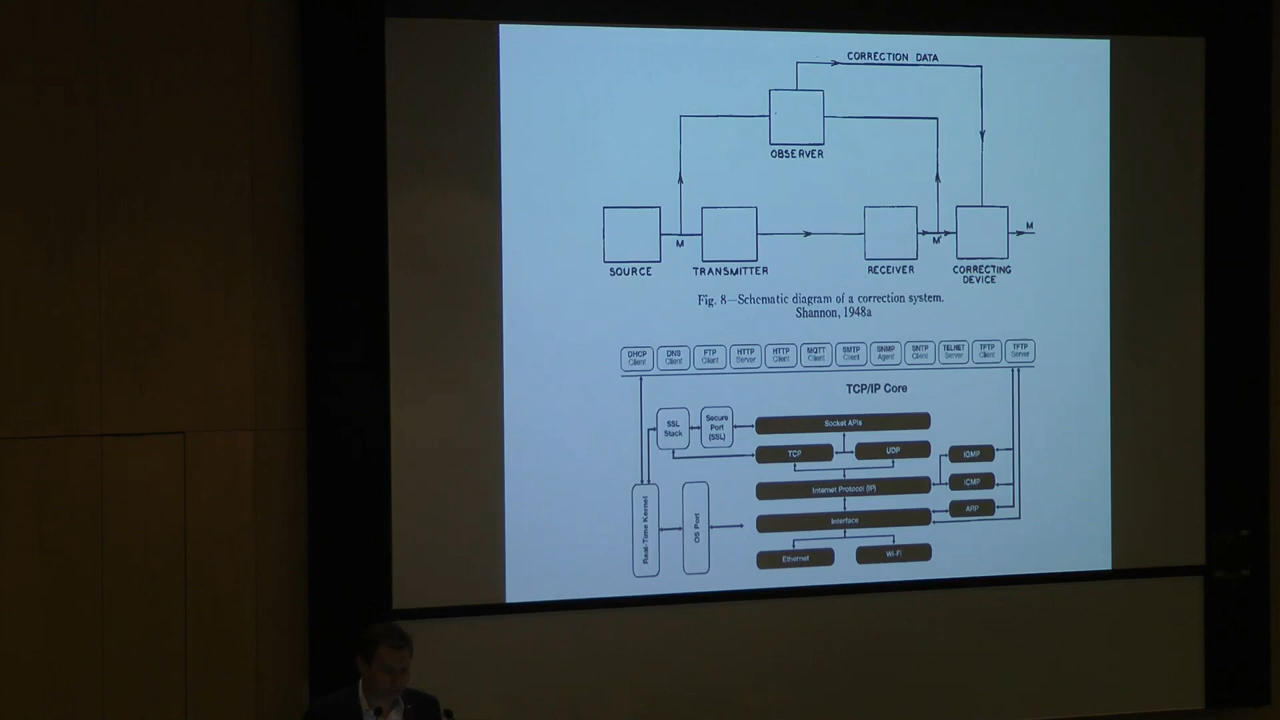 CORRECTION DATA
OBSERVER
M
M'
M
SOURCE
TRANSMITTER
RECEIVER
CORRECTING
DEVICE
Fig. 8—Schematic diagram of a correction system.
Shannon, 1948a
DHCP
Client
DNS
Client
FTP
Client
HTTP
Server
HTTP
Client
MQTT
Client
SMTP
Client
SNMP
Agent
SNTP
Client
TELNET
Server
TFTP
Client
TFTP
Server
TCP/IP Core
SSL
Stack
Secure
Port
(SSL)
Socket APIs
TCP
UDP
IGMP
Internet Protocol (IP)
ICMP
Interface
ARP
Ethernet
Wi-Fi
Real-Time Kernel
OS Port